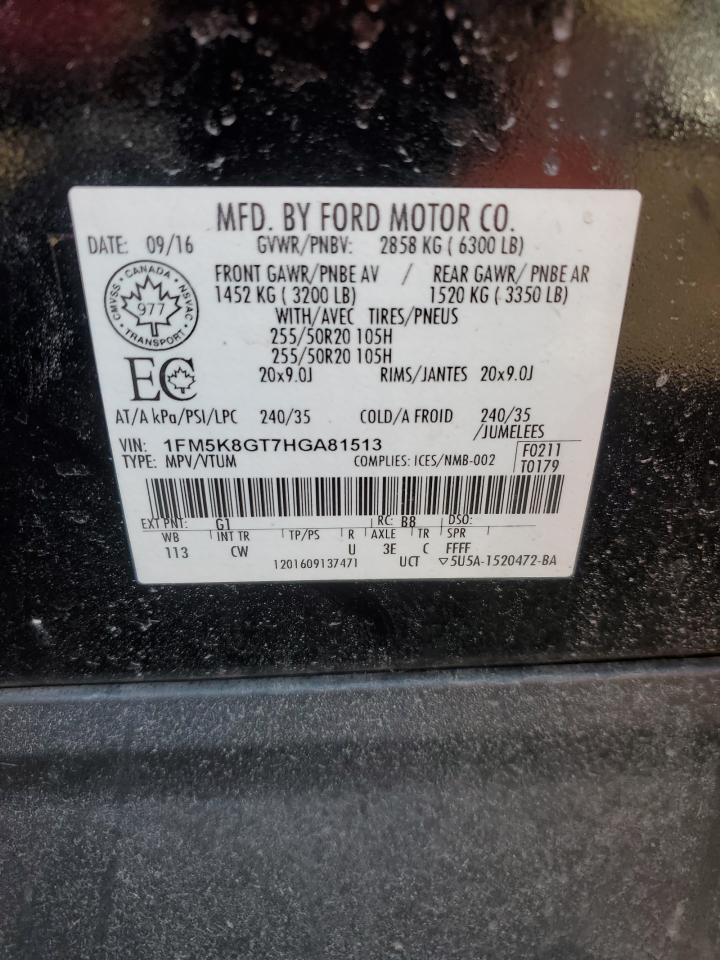 MFD. BY FORD MOTOR CO.
DATE: 09/16 GVWR/PNBV: 2858 KG ( 6300 LB)
FRONT GAWR/PNBE AV / REAR GAWR/ PNBE AR
1452 KG ( 3200 LB) 1520 KG ( 3350 LB)
CANADA CMVSS NSVAC 977 TRANSPORT
WITH/AVEC TIRES/PNEUS
255/50R20 105H
255/50R20 105H
EC
20x9.0J RIMS/JANTES 20x9.0J
AT/A kPa/PSI/LPC 240/35 COLD/A FROID 240/35
/JUMELEES
VIN: 1FM5K8GT7HGA81513 F0211
TYPE: MPV/VTUM COMPLIES: ICES/NMB-002 T0179
EXT PNT: G1 RC: B8 DSO:
WB INT TR TP/PS R AXLE TR SPR
113 CW U 3E C FFFF
1201609137471 UCT ▽5U5A-1520472-BA